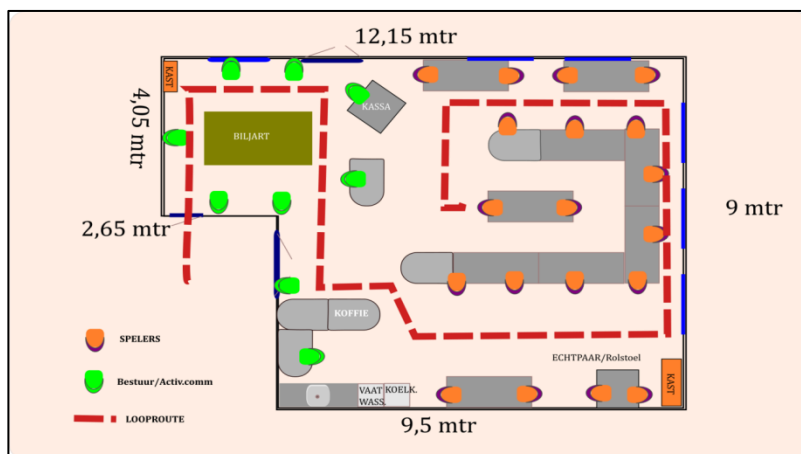 12,15 mtr
KAST
KASSA
4,05 mtr
BILJART
9 mtr
2,65 mtr
KOFFIE
SPELERS
ECHTPAAR/Rolstoel
Bestuur/Activ.comm
KAST
VAAT
WASS.
KOELK.
LOOPROUTE
9,5 mtr